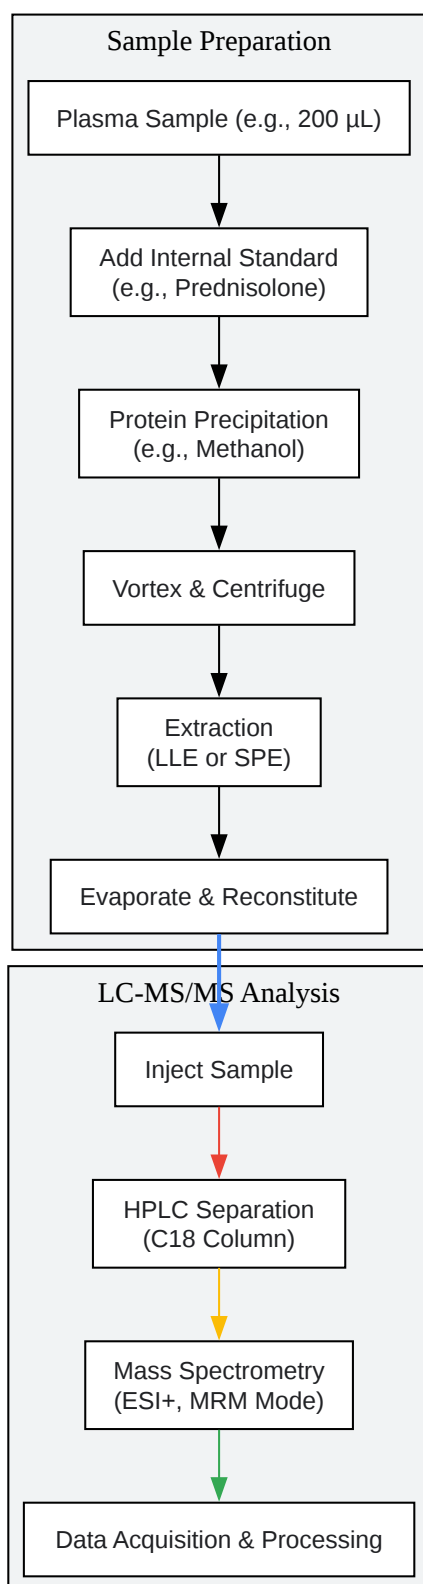 Sample Preparation
Plasma Sample (e.g., 200 µL)
Add Internal Standard
(e.g., Prednisolone)
Protein Precipitation
(e.g., Methanol)
Vortex & Centrifuge
Extraction
(LLE or SPE)
Evaporate & Reconstitute
LC-MS/MS Analysis
Inject Sample
HPLC Separation
(C18 Column)
Mass Spectrometry
(ESI+, MRM Mode)
Data Acquisition & Processing